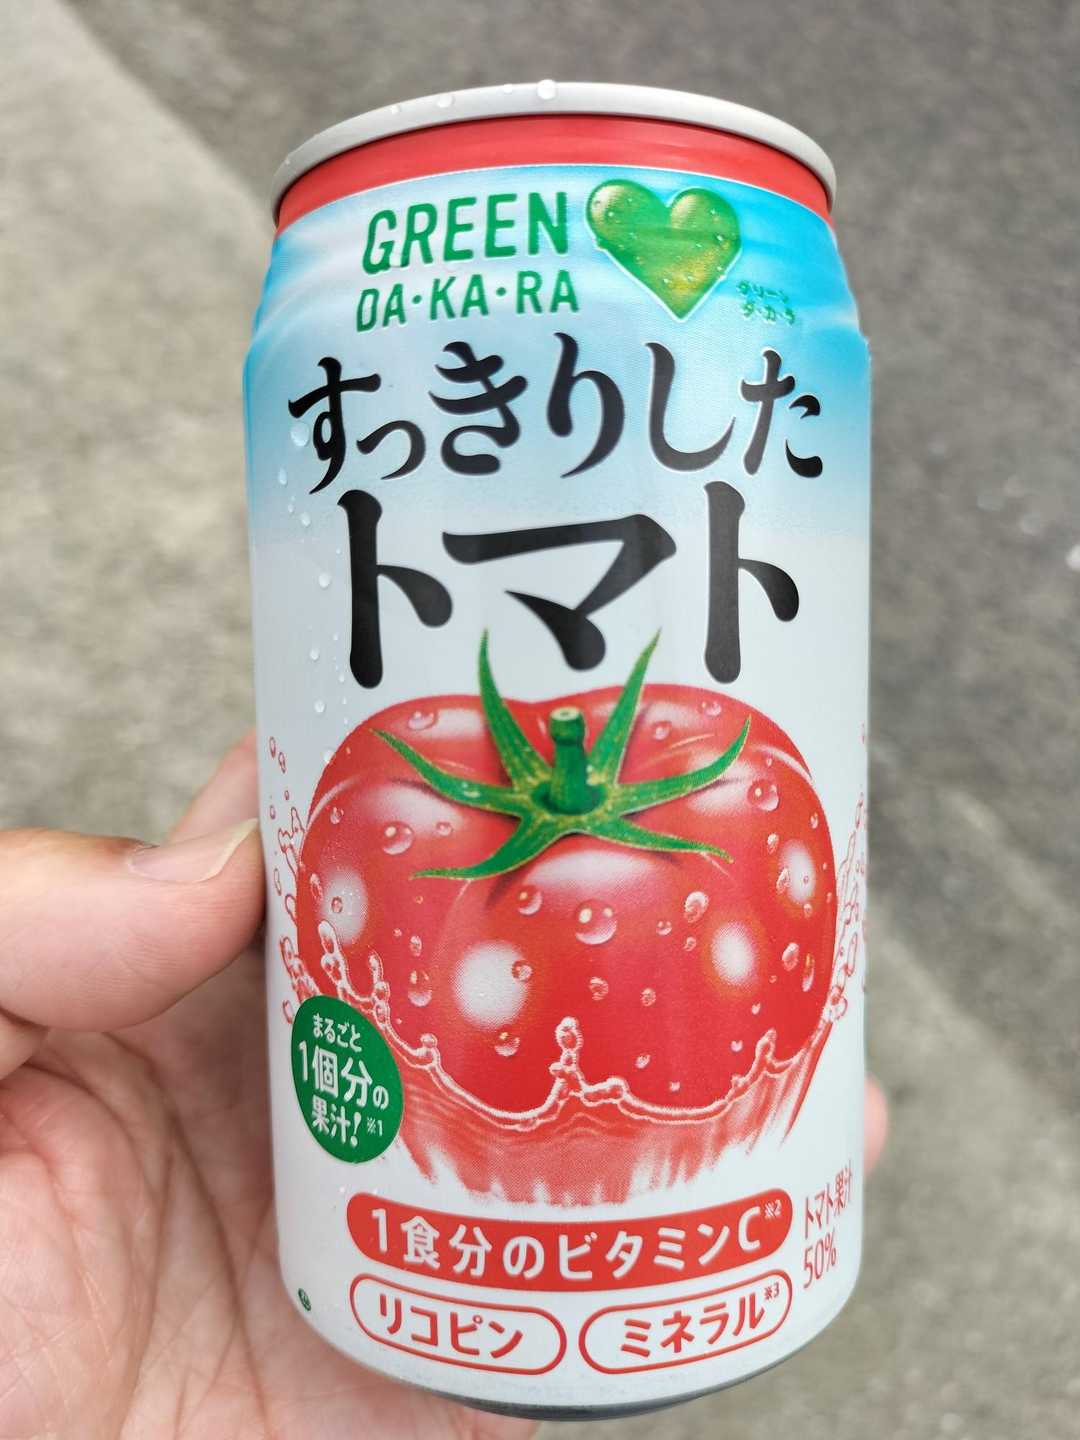 GREEN
DA·KA·RA
グリーン
ダ・カ・ラ
すっきりした
トマト
まるごと
1個分の
果汁!※1
1食分のビタミンC※2
リコピン
ミネラル※3
トマト果汁
50%